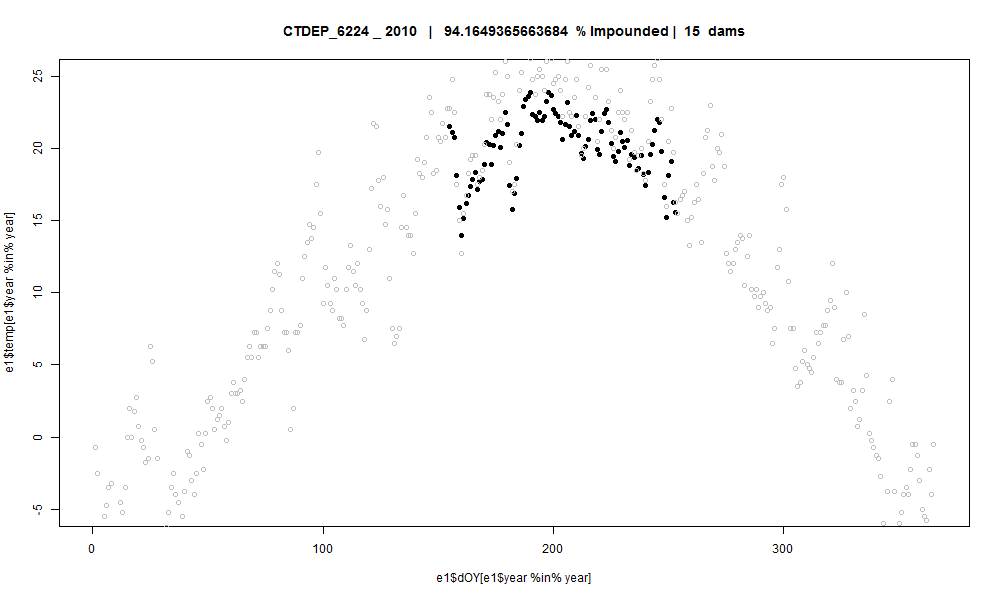 CTDEP_6224 _ 2010 | 94.1649365663684 % Impounded | 15 dams
e1$temp[e1$year %in% year]
25
20
15
10
5
0
-5
0 100 200 300
e1$dOY[e1$year %in% year]